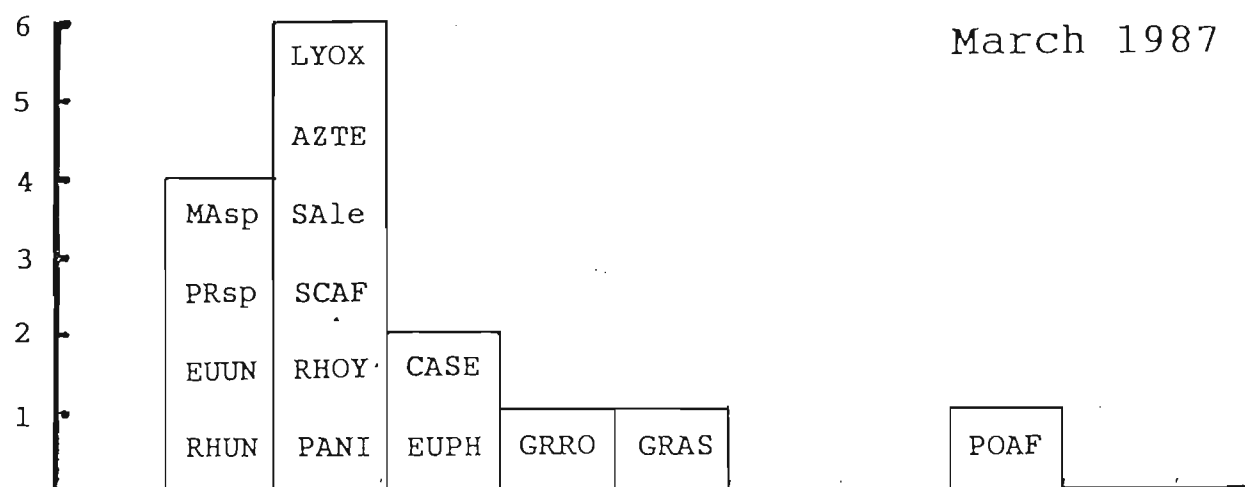 6 LYOX March 1987
5 AZTE
4 MAsp SAle
3 PRsp SCAF
2 EUUN RHOY CASE
1 RHUN PANI EUPH GRRO GRAS POAF